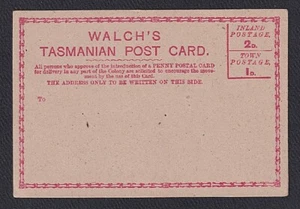 WALCH'S
TASMANIAN POST CARD.
INLAND
POSTAGE,
2D.
TOWN
POSTAGE,
1D.
All persons who approve of the introduction of a PENNY POSTAL CARD
for delivery in any part of the Colony are solicited to encourage the move-
ment by the use of this Card.
THE ADDRESS ONLY TO BE WRITTEN ON THIS SIDE.
To